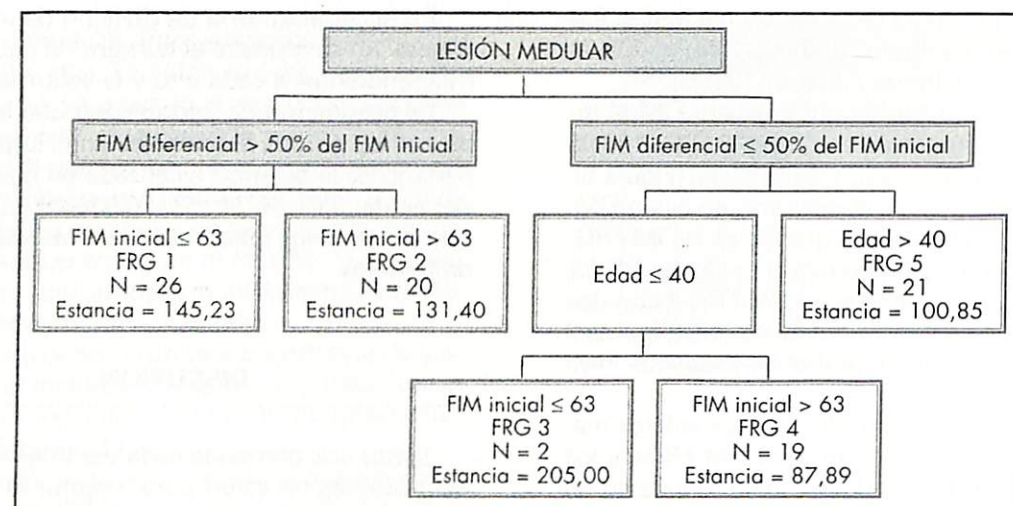 LESIÓN MEDULAR
FIM diferencial > 50% del FIM inicial
FIM diferencial ≤ 50% del FIM inicial
FIM inicial ≤ 63
FRG 1
N = 26
Estancia = 145,23
FIM inicial > 63
FRG 2
N = 20
Estancia = 131,40
Edad ≤ 40
Edad > 40
FRG 5
N = 21
Estancia = 100,85
FIM inicial ≤ 63
FRG 3
N = 2
Estancia = 205,00
FIM inicial > 63
FRG 4
N = 19
Estancia = 87,89